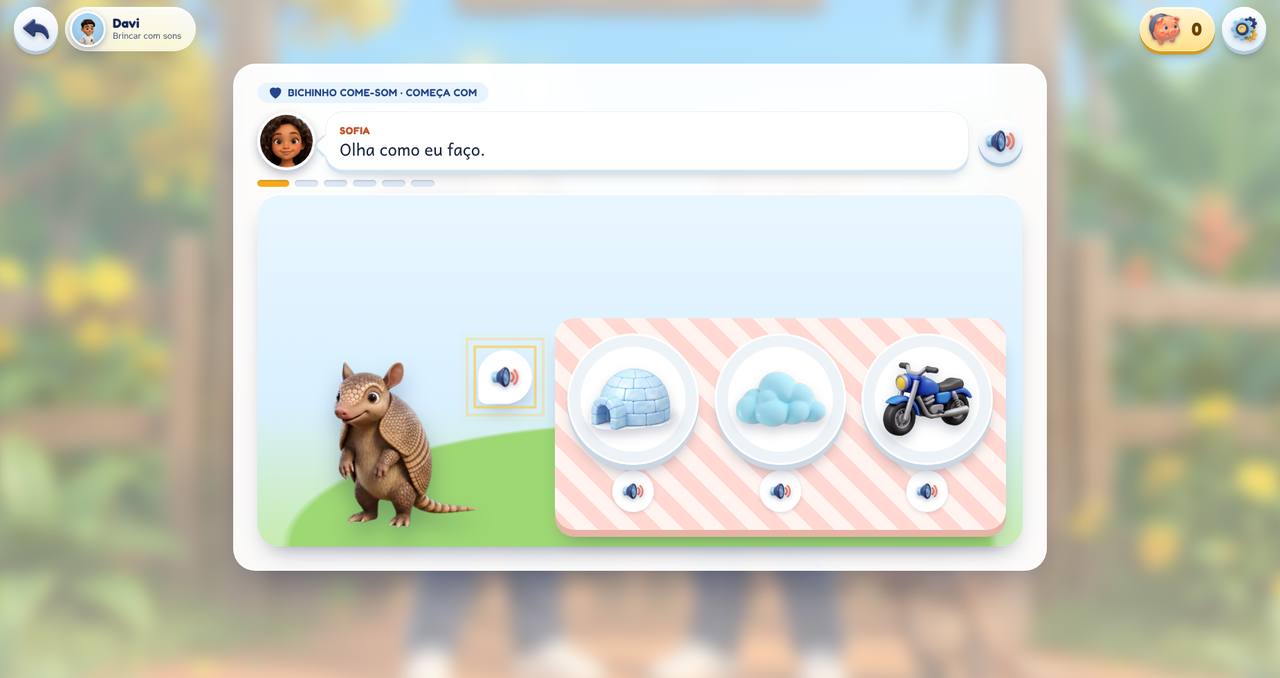 Davi
Brincar com sons
0
BICHINHO COME-SOM · COMEÇA COM
SOFIA
Olha como eu faço.